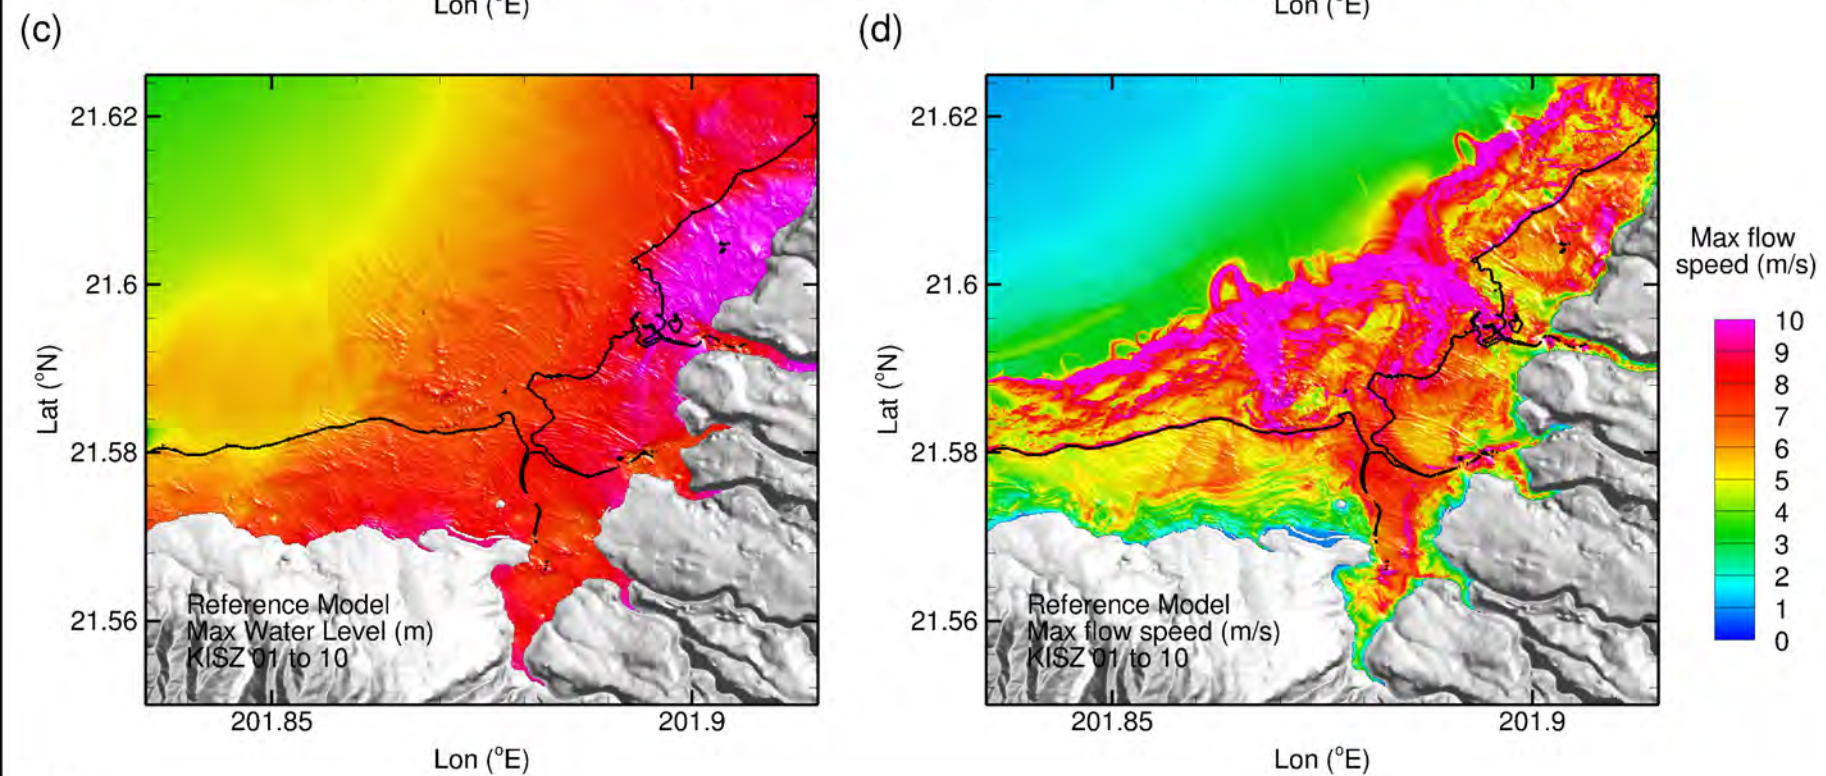 Lon (°E)
Lon (°E)
(c)
(d)
21.62
21.6
21.58
21.56
Lat (°N)
Reference Model
Max Water Level (m)
KISZ 01 to 10
201.85
201.9
Lon (°E)
21.62
21.6
21.58
21.56
Lat (°N)
Reference Model
Max flow speed (m/s)
KISZ 01 to 10
201.85
201.9
Lon (°E)
Max flow
speed (m/s)
10
9
8
7
6
5
4
3
2
1
0